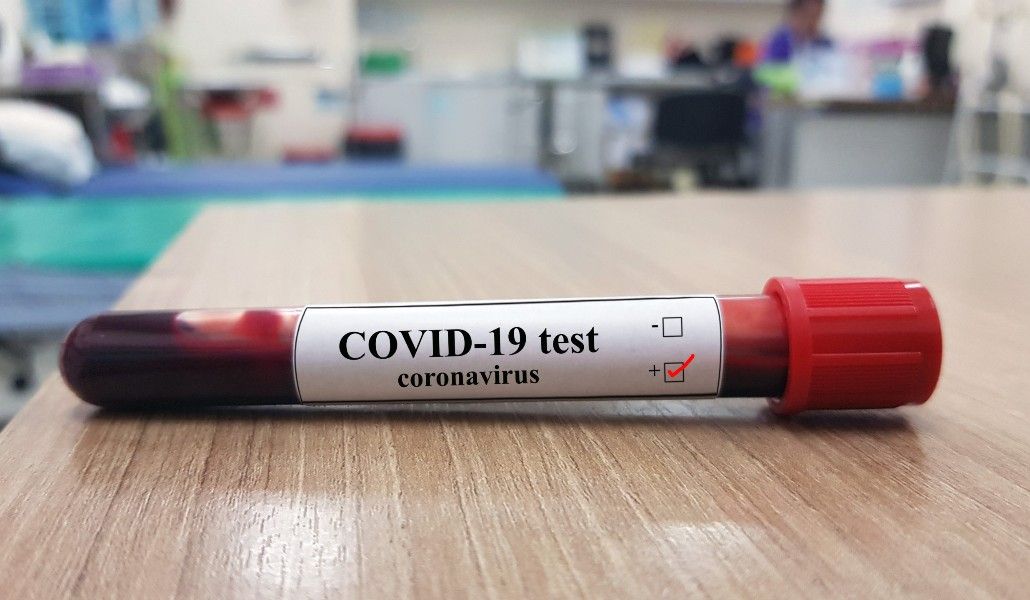 COVID-19 test
coronavirus
- ☐
+ ☑